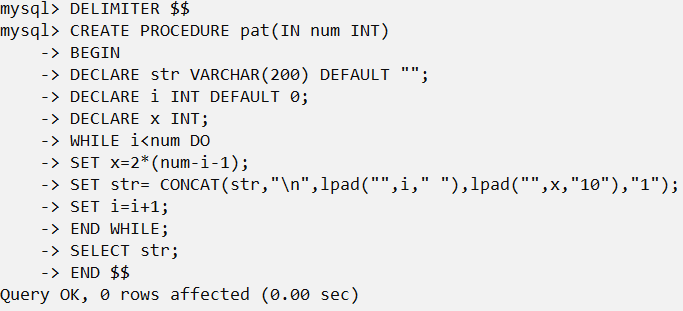 mysql> DELIMITER $$
mysql> CREATE PROCEDURE pat(IN num INT)
    -> BEGIN
    -> DECLARE str VARCHAR(200) DEFAULT "";
    -> DECLARE i INT DEFAULT 0;
    -> DECLARE x INT;
    -> WHILE i<num DO
    -> SET x=2*(num-i-1);
    -> SET str= CONCAT(str,"\n",lpad("",i," "),lpad("",x,"10"),"1");
    -> SET i=i+1;
    -> END WHILE;
    -> SELECT str;
    -> END $$
Query OK, 0 rows affected (0.00 sec)